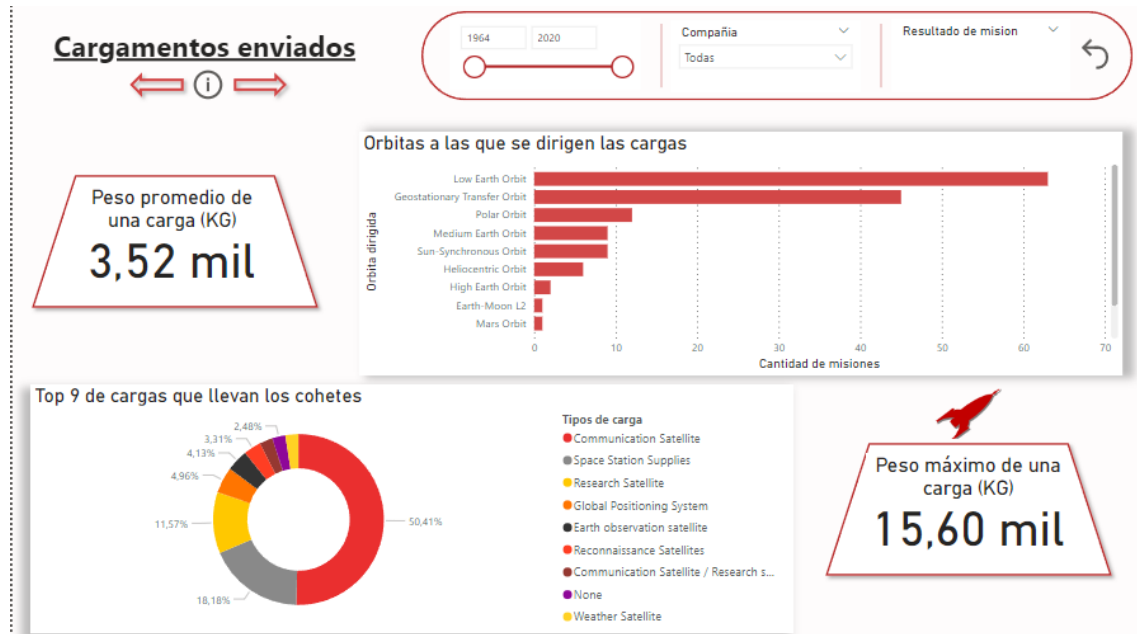 Cargamentos enviados
1964
2020
Compañia
Todas
Resultado de mision
Orbitas a las que se dirigen las cargas
Orbita dirigida
Low Earth Orbit
Geostationary Transfer Orbit
Polar Orbit
Medium Earth Orbit
Sun-Synchronous Orbit
Heliocentric Orbit
High Earth Orbit
Earth-Moon L2
Mars Orbit
0
10
20
30
40
50
60
70
Cantidad de misiones
Peso promedio de
una carga (KG)
3,52 mil
Top 9 de cargas que llevan los cohetes
2,48%
3,31%
4,13%
4,96%
11,57%
18,18%
50,41%
Tipos de carga
Communication Satellite
Space Station Supplies
Research Satellite
Global Positioning System
Earth observation satellite
Reconnaissance Satellites
Communication Satellite / Research s...
None
Weather Satellite
Peso máximo de una
carga (KG)
15,60 mil